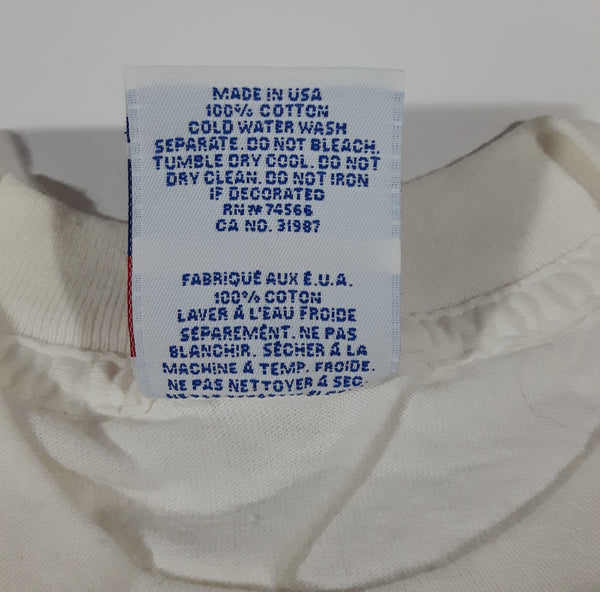 MADE IN USA
100% COTTON
COLD WATER WASH
SEPARATE. DO NOT BLEACH.
TUMBLE DRY COOL. DO NOT
DRY CLEAN. DO NOT IRON
IF DECORATED
RN# 74566
CA NO. 31987
FABRIQUÉ AUX É.U.A.
100% COTON
LAVER Á L'EAU FROIDE
SÉPARÉMENT. NE PAS
BLANCHIR. SÉCHER Á LA
MACHINE Á TEMP. FROIDE.
NE PAS NETTOYER Á SEC.